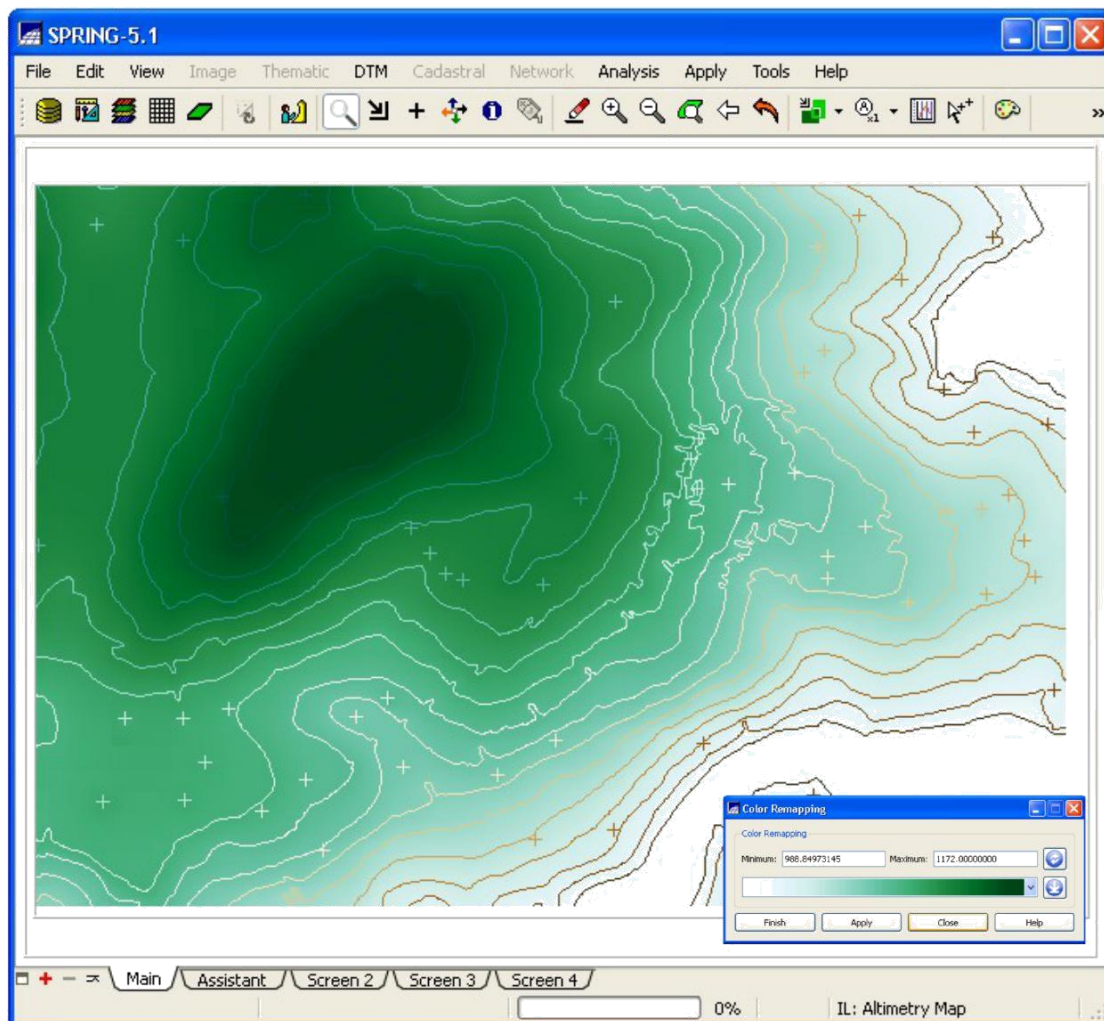 SPRING-5.1
File Edit View Image Thematic DTM Cadastral Network Analysis Apply Tools Help
Color Remapping
Color Remapping
Minimum: 988.84973145 Maximum: 1172.00000000
Finish Apply Close Help
Main Assistant Screen 2 Screen 3 Screen 4
0% IL: Altimetry Map